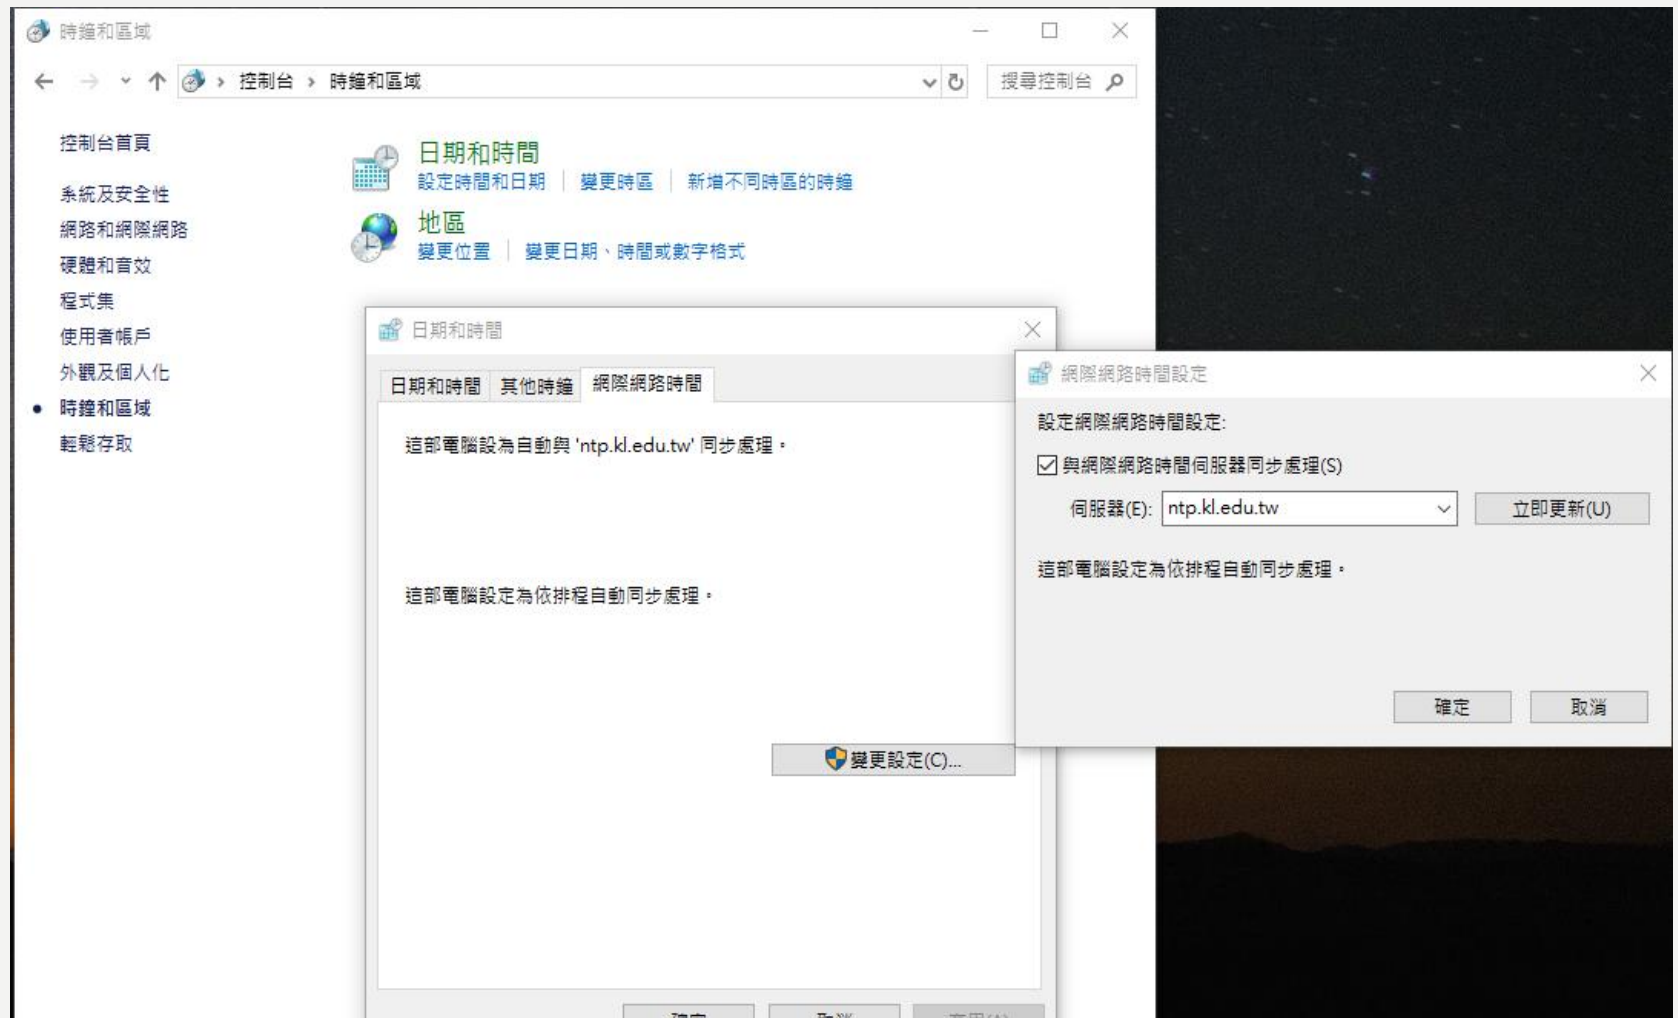 時鐘和區域
控制台 › 時鐘和區域
搜尋控制台
控制台首頁
系統及安全性
網路和網際網路
硬體和音效
程式集
使用者帳戶
外觀及個人化
時鐘和區域
輕鬆存取
日期和時間
設定時間和日期 | 變更時區 | 新增不同時區的時鐘
地區
變更位置 | 變更日期、時間或數字格式
日期和時間
日期和時間 其他時鐘 網際網路時間
這部電腦設為自動與 'ntp.kl.edu.tw' 同步處理。
這部電腦設定為依排程自動同步處理。
變更設定(C)...
網際網路時間設定
設定網際網路時間設定:
與網際網路時間伺服器同步處理(S)
伺服器(E): ntp.kl.edu.tw 立即更新(U)
這部電腦設定為依排程自動同步處理。
確定 取消